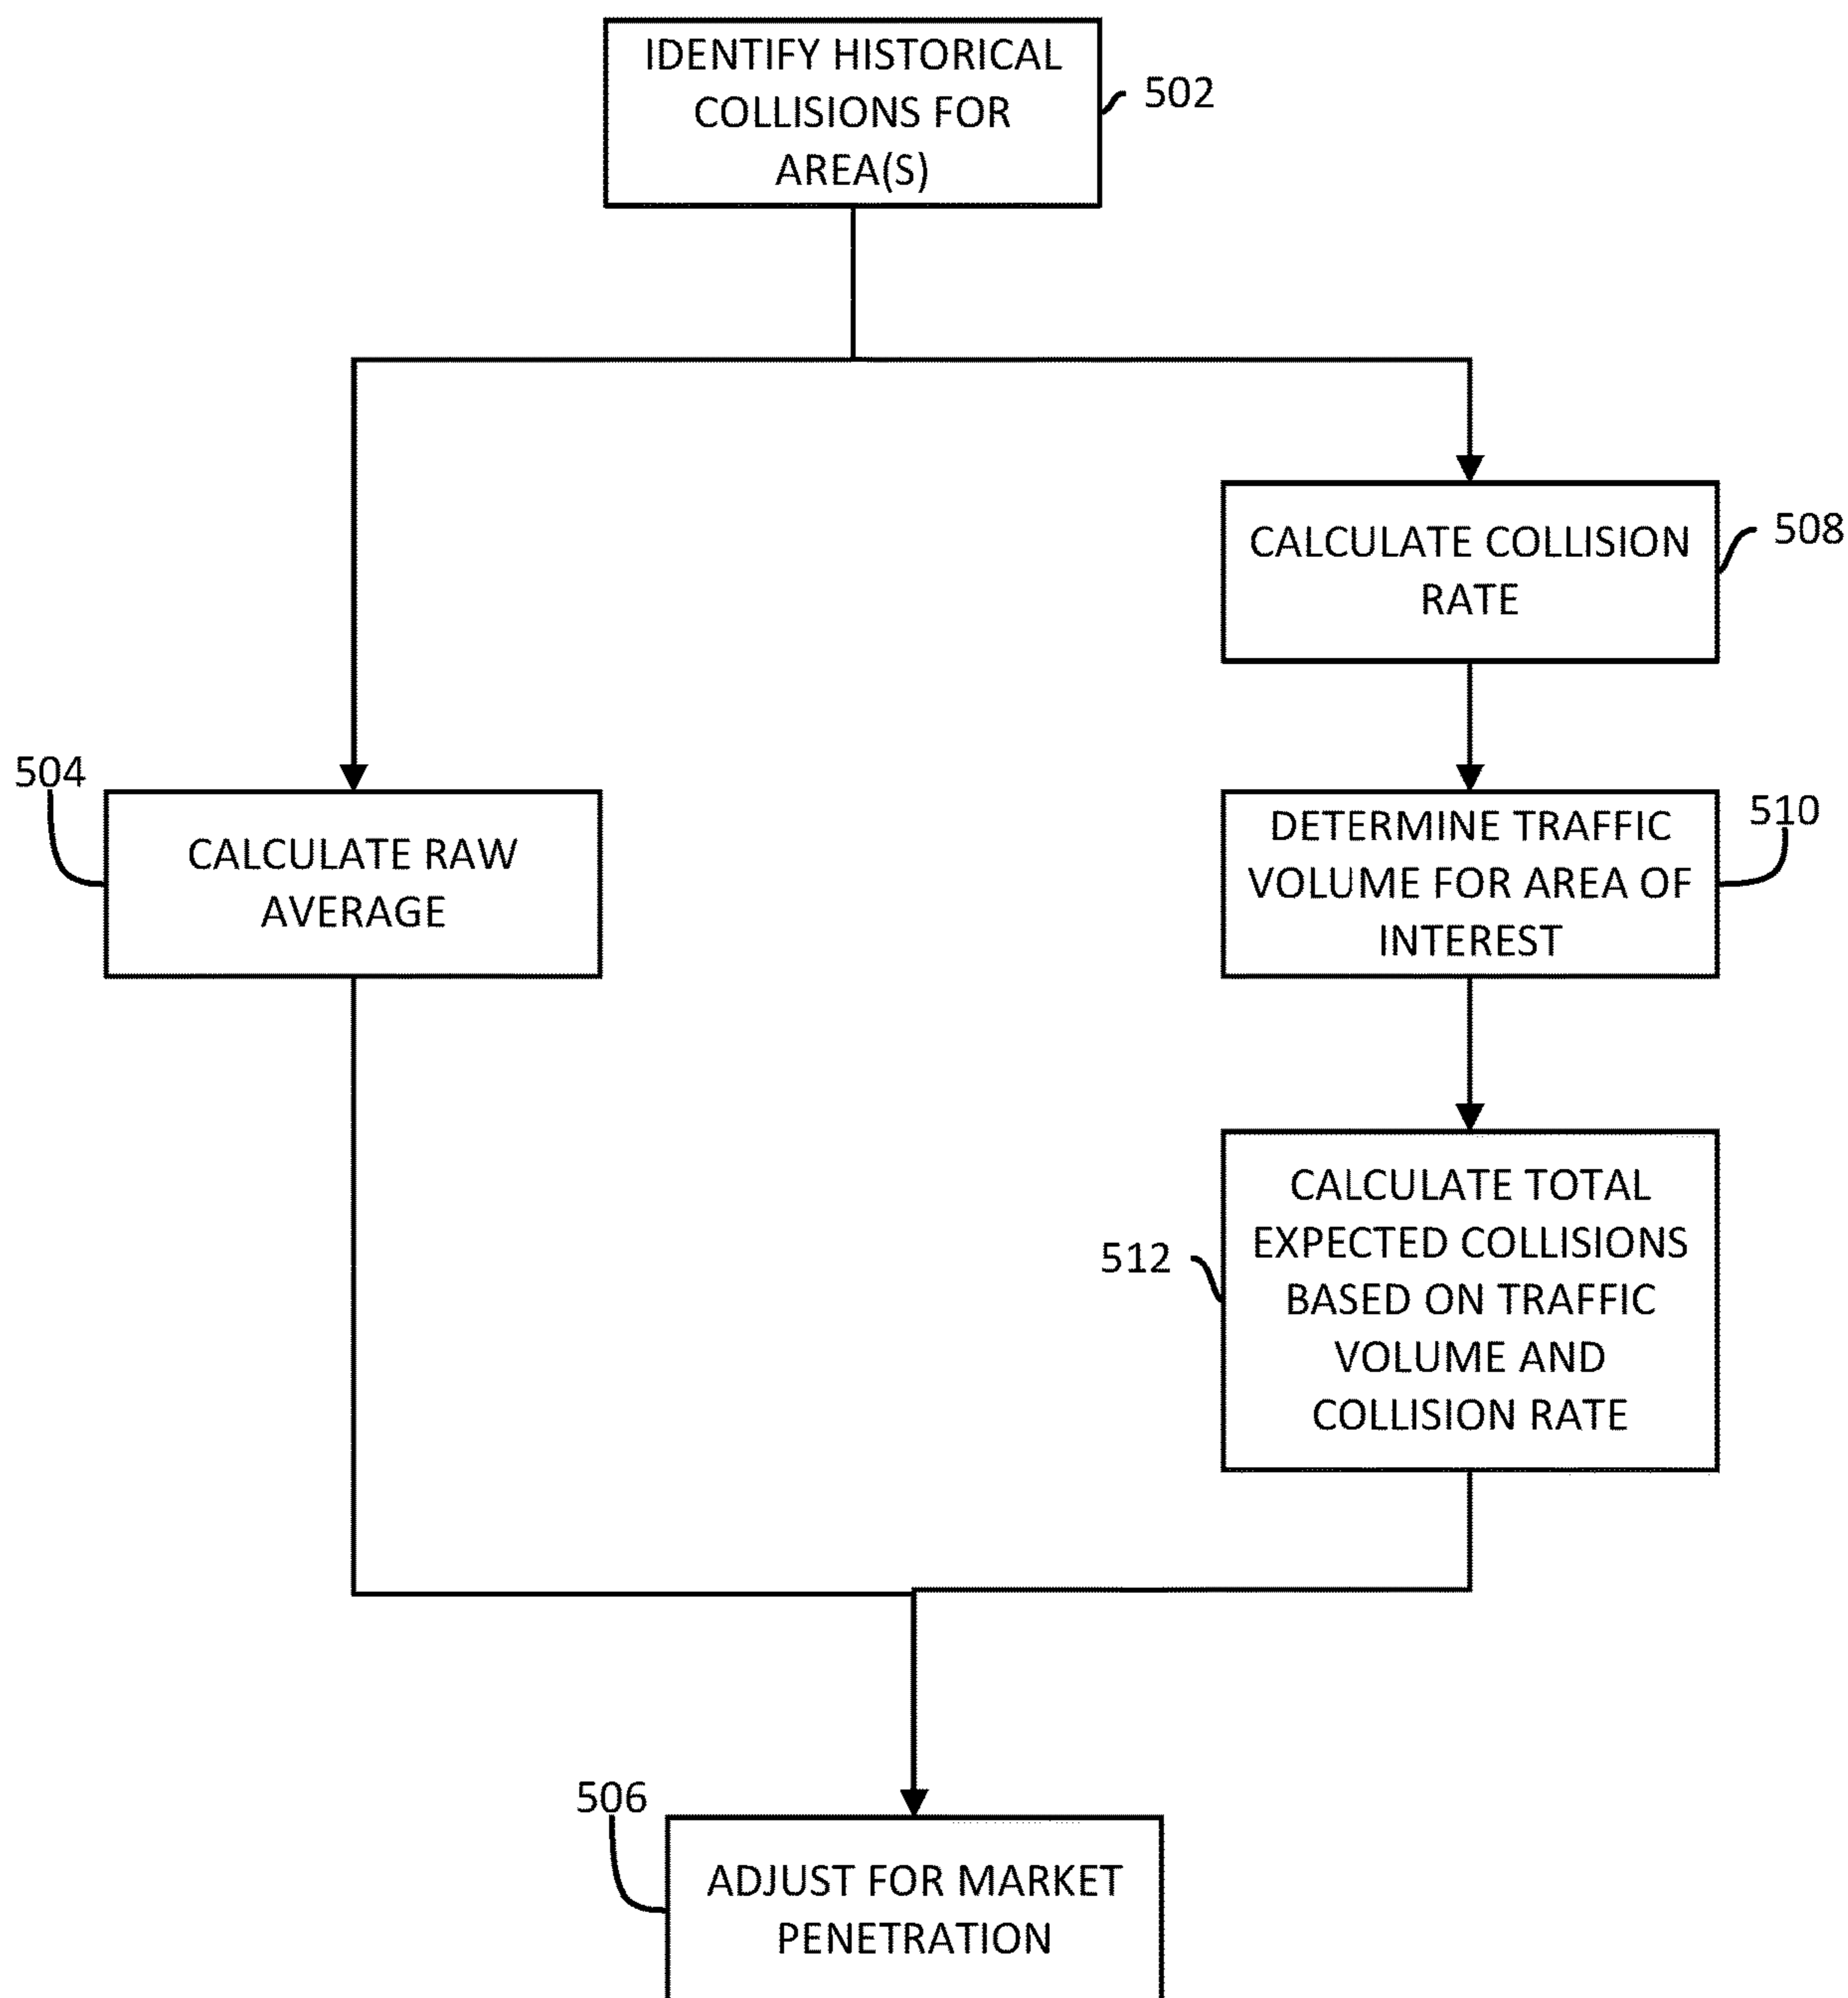 IDENTIFY HISTORICAL
COLLISIONS FOR
AREA(S)
502
CALCULATE COLLISION
RATE
508
504
CALCULATE RAW
AVERAGE
DETERMINE TRAFFIC
VOLUME FOR AREA OF
INTEREST
510
CALCULATE TOTAL
EXPECTED COLLISIONS
BASED ON TRAFFIC
VOLUME AND
COLLISION RATE
512
506
ADJUST FOR MARKET
PENETRATION